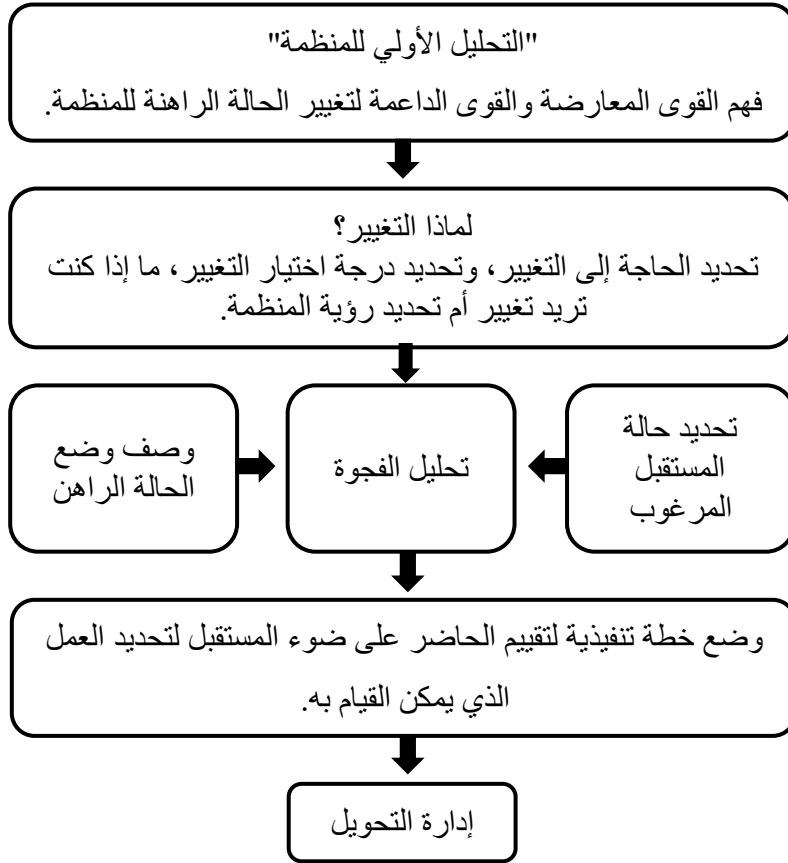 "التحليل الأولي للمنظمة"
فهم القوى المعارضة والقوى الداعمة لتغيير الحالة الراهنة للمنظمة.
لماذا التغيير؟
تحديد الحاجة إلى التغيير، وتحديد درجة اختيار التغيير، ما إذا كنت
تريد تغيير أم تحديد رؤية المنظمة.
تحديد حالة
المستقبل
المرغوب
تحليل الفجوة
وصف وضع
الحالة الراهن
وضع خطة تنفيذية لتقييم الحاضر على ضوء المستقبل لتحديد العمل
الذي يمكن القيام به.
إدارة التحويل